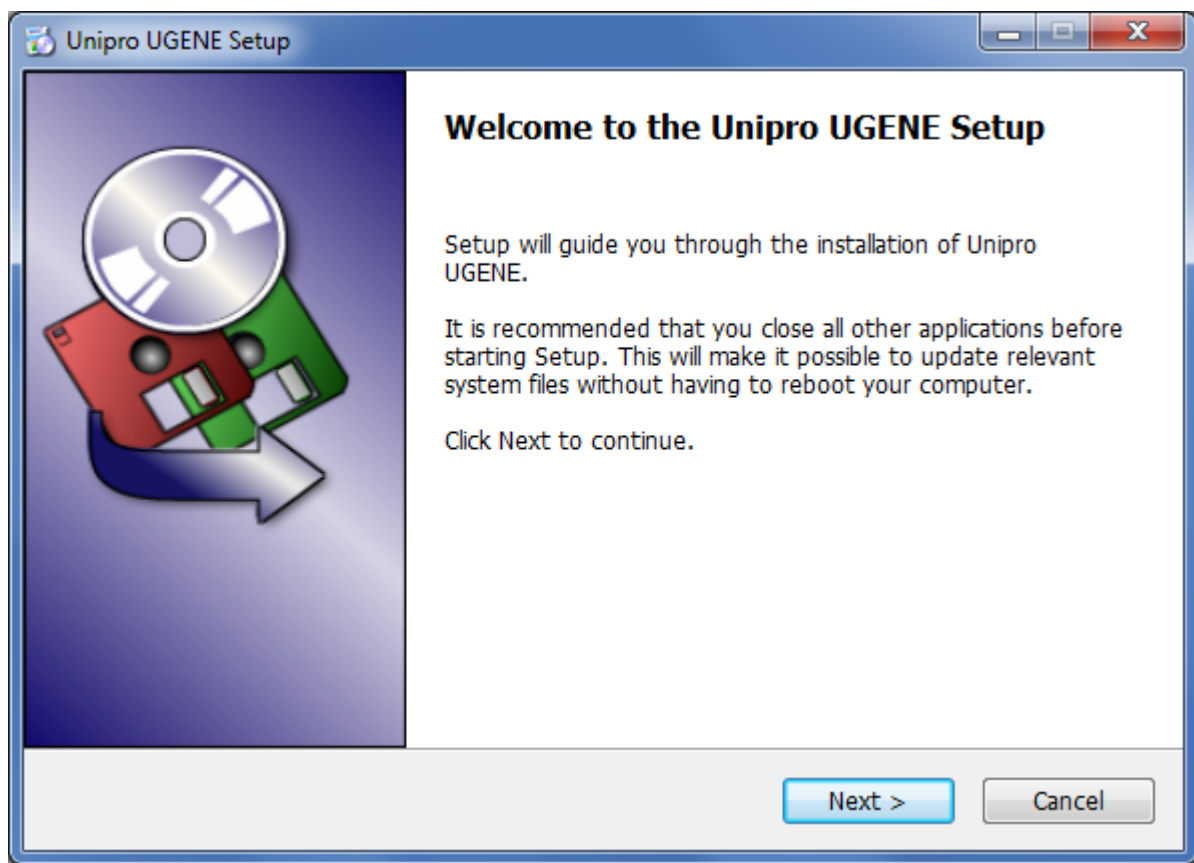 Unipro UGENE Setup
Welcome to the Unipro UGENE Setup
Setup will guide you through the installation of Unipro
UGENE.
It is recommended that you close all other applications before
starting Setup. This will make it possible to update relevant
system files without having to reboot your computer.
Click Next to continue.
Next >
Cancel